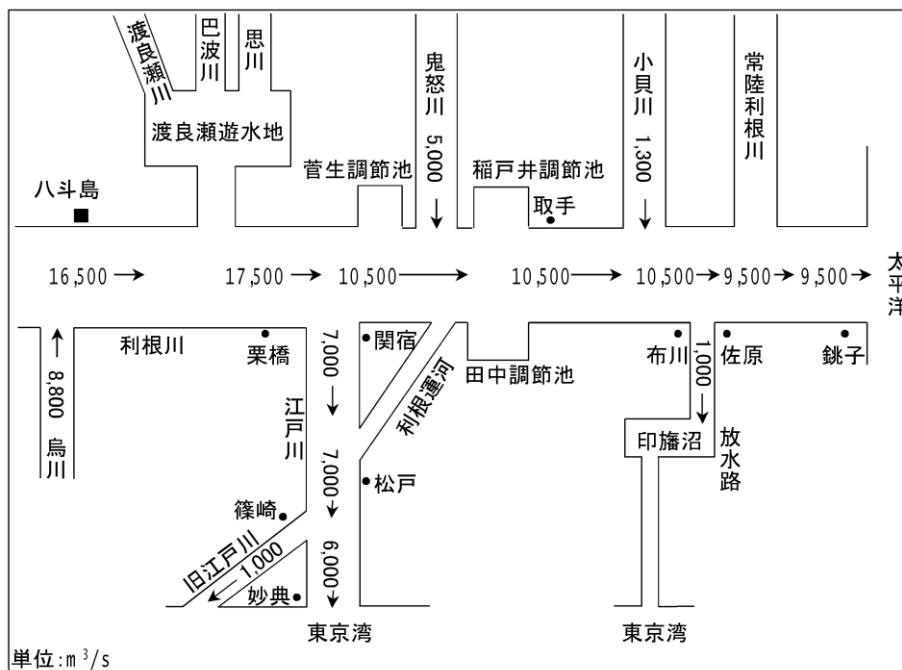 渡良瀬川
巴波川
思川
鬼怒川
5,000
小貝川
1,300
常陸利根川
渡良瀬遊水地
菅生調節池
稲戸井調節池
取手
八斗島
16,500
17,500
10,500
10,500
10,500
9,500
9,500
太平洋
利根川
栗橋
8,800
烏川
7,000
関宿
利根運河
田中調節池
布川
1,000
佐原
銚子
江戸川
印旛沼
放水路
7,000
松戸
篠崎
旧江戸川
1,000
6,000
妙典
東京湾
東京湾
単位:m³/s